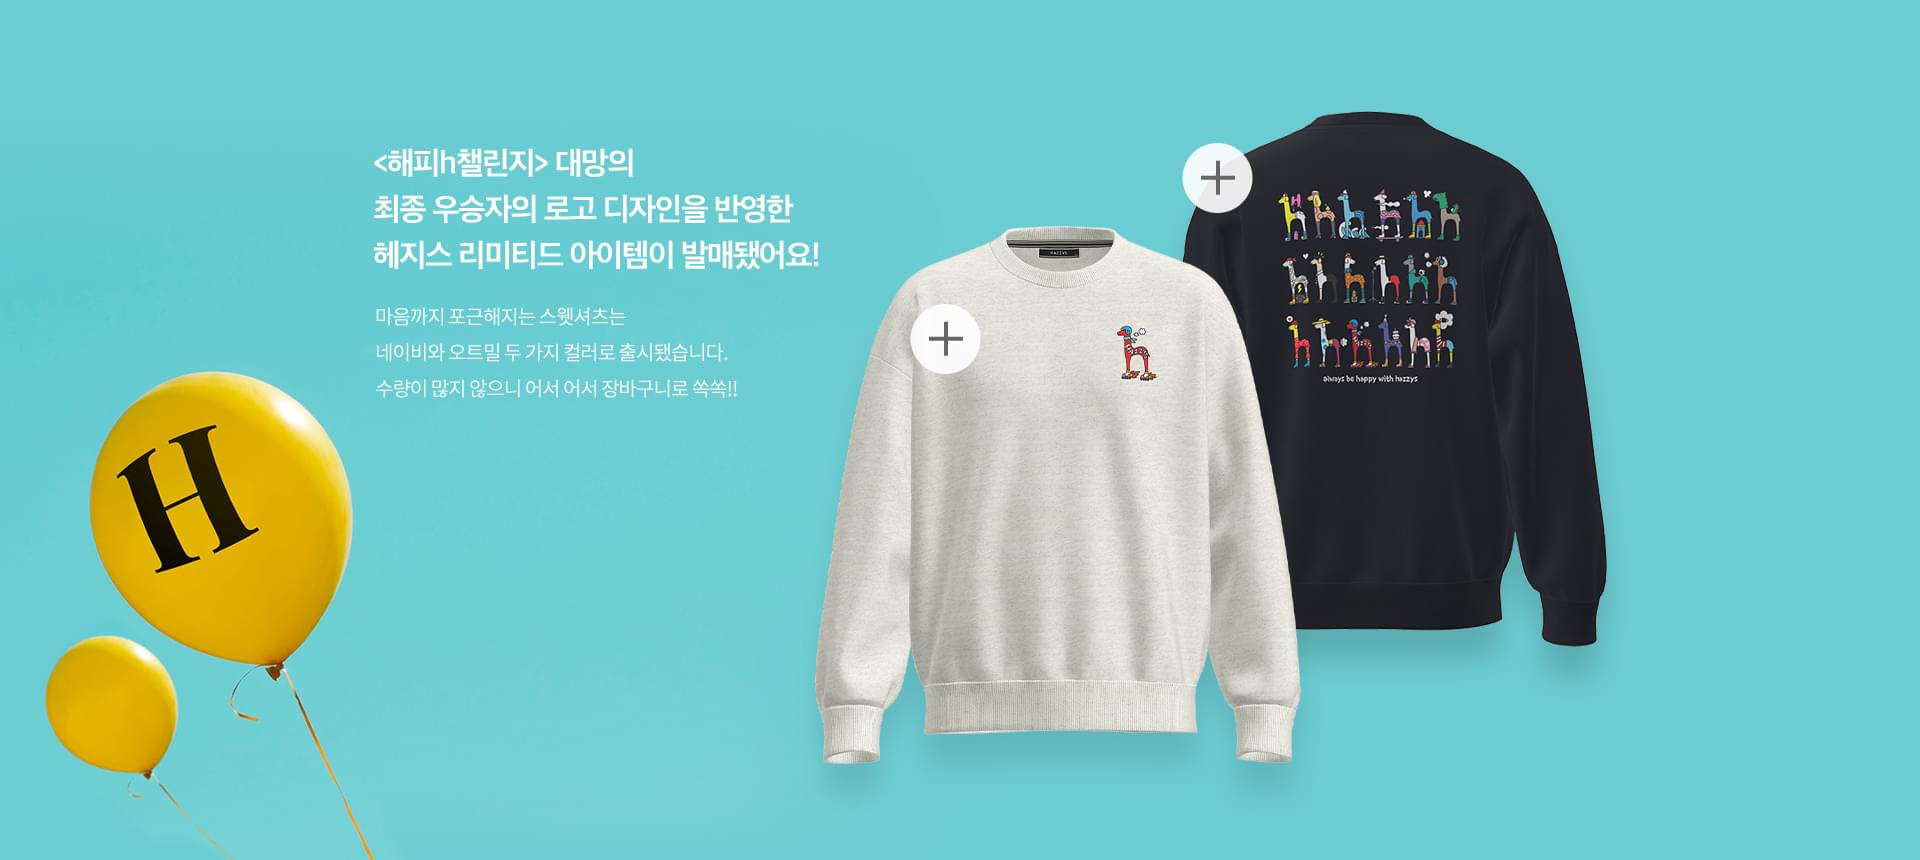 <해피h챌린지> 대망의
최종 우승자의 로고 디자인을 반영한
헤지스 리미티드 아이템이 발매됐어요!
마음까지 포근해지는 스웻셔츠는
네이비와 오트밀 두 가지 컬러로 출시됐습니다.
수량이 많지 않으니 어서 어서 장바구니로 쏙쏙!!
H
HAZZYS
always be happy with hazzys